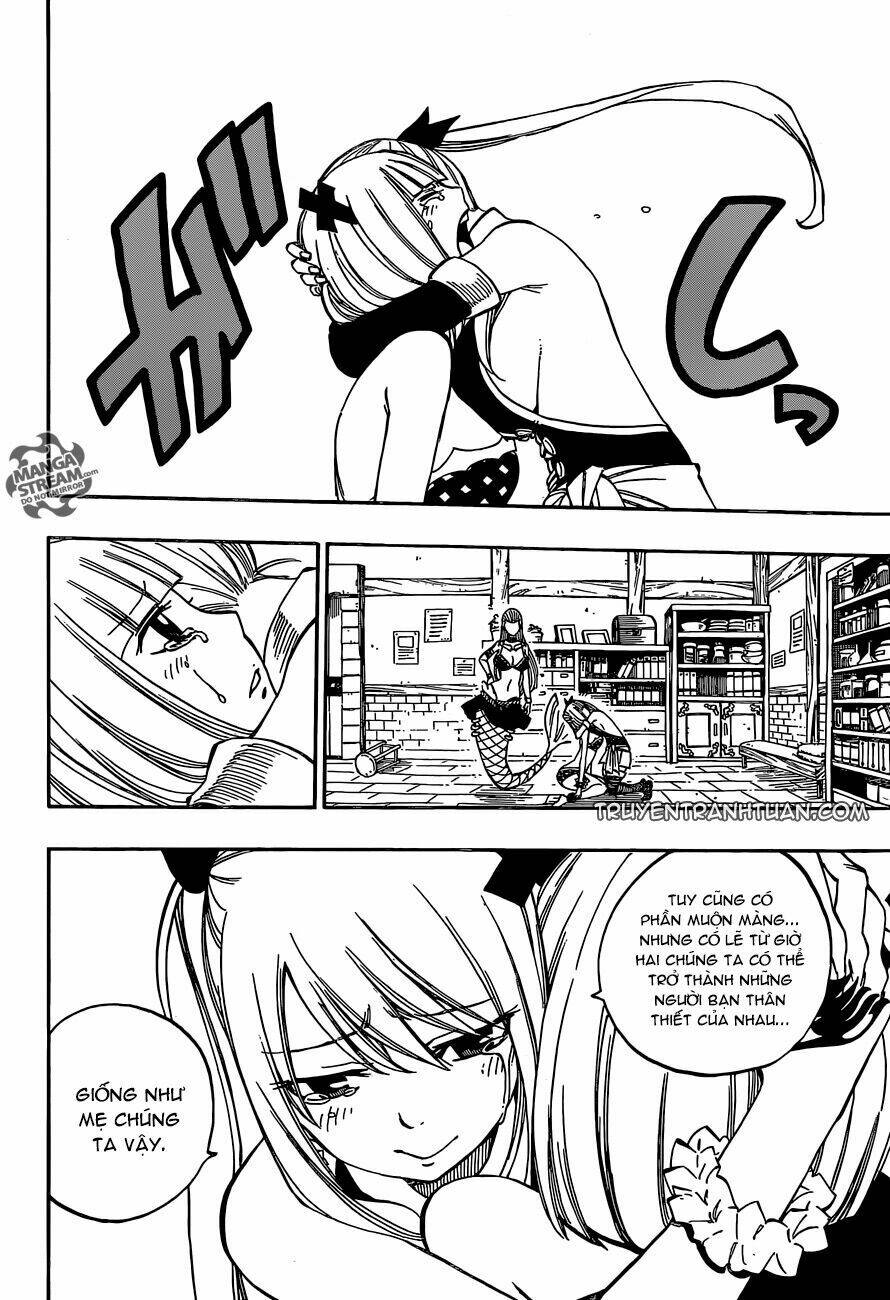 ガシッ
MANGA
STREAM.com
DO NOT MIRROR
TRUYENTRANHTUAN.COM
TUY CŨNG CÓ
PHẦN MUỘN MÀNG...
NHƯNG CÓ LẼ TỪ GIỜ
HAI CHÚNG TA CÓ THỂ
TRỞ THÀNH NHỮNG
NGƯỜI BẠN THÂN
THIẾT CỦA NHAU...
GIỐNG NHƯ
MẸ CHÚNG
TA VẬY.